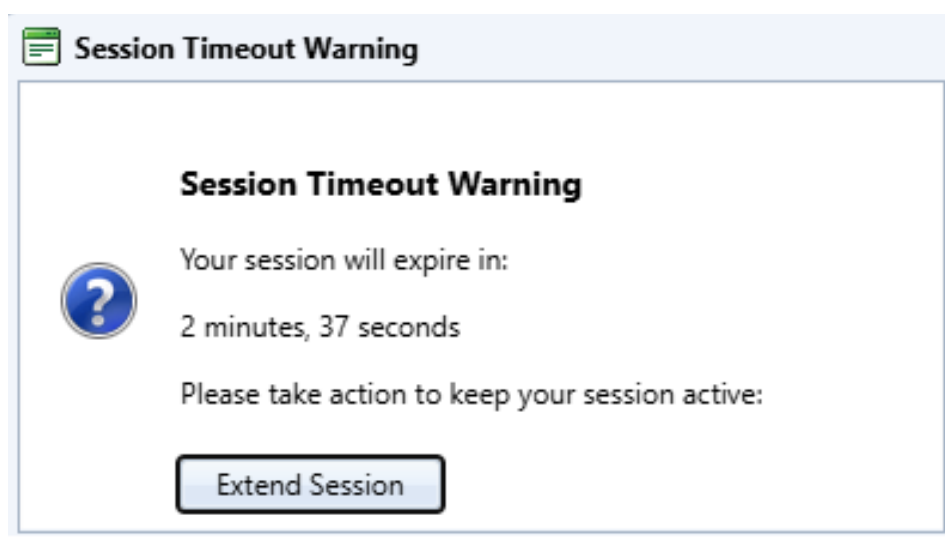 Session Timeout Warning
Session Timeout Warning
Your session will expire in:
2 minutes, 37 seconds
Please take action to keep your session active:
Extend Session